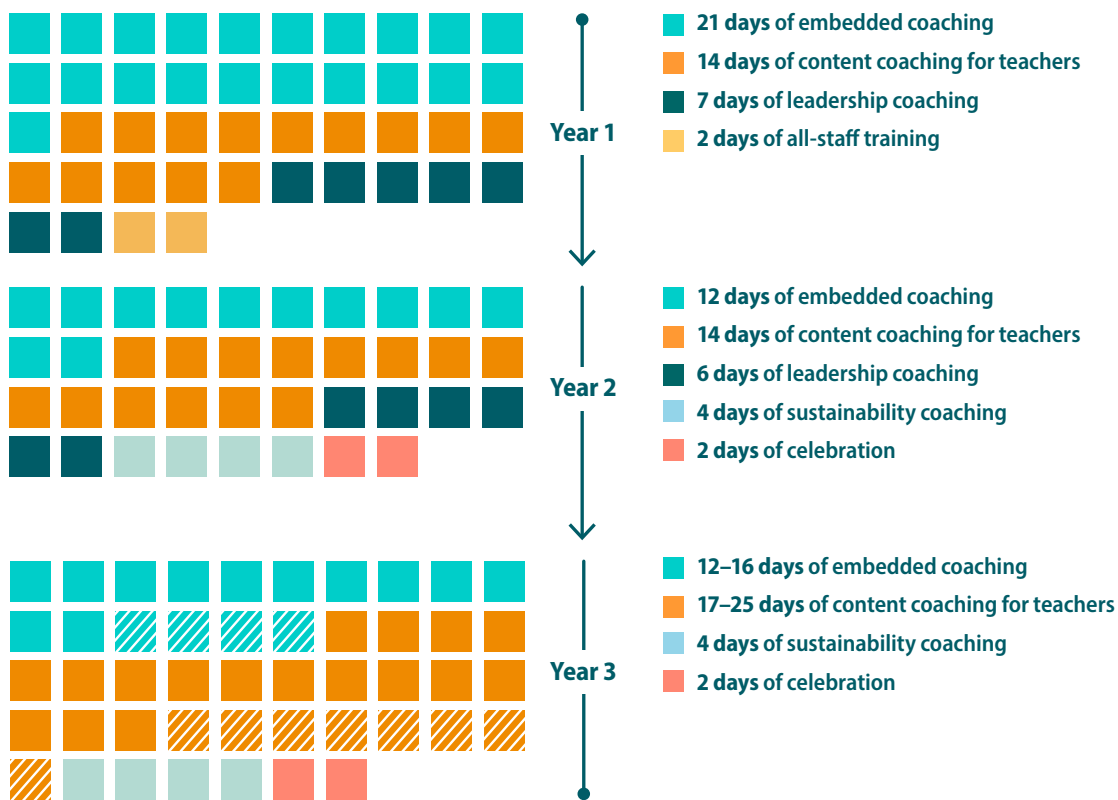 Year 1
21 days of embedded coaching
14 days of content coaching for teachers
7 days of leadership coaching
2 days of all-staff training
Year 2
12 days of embedded coaching
14 days of content coaching for teachers
6 days of leadership coaching
4 days of sustainability coaching
2 days of celebration
Year 3
12–16 days of embedded coaching
17–25 days of content coaching for teachers
4 days of sustainability coaching
2 days of celebration